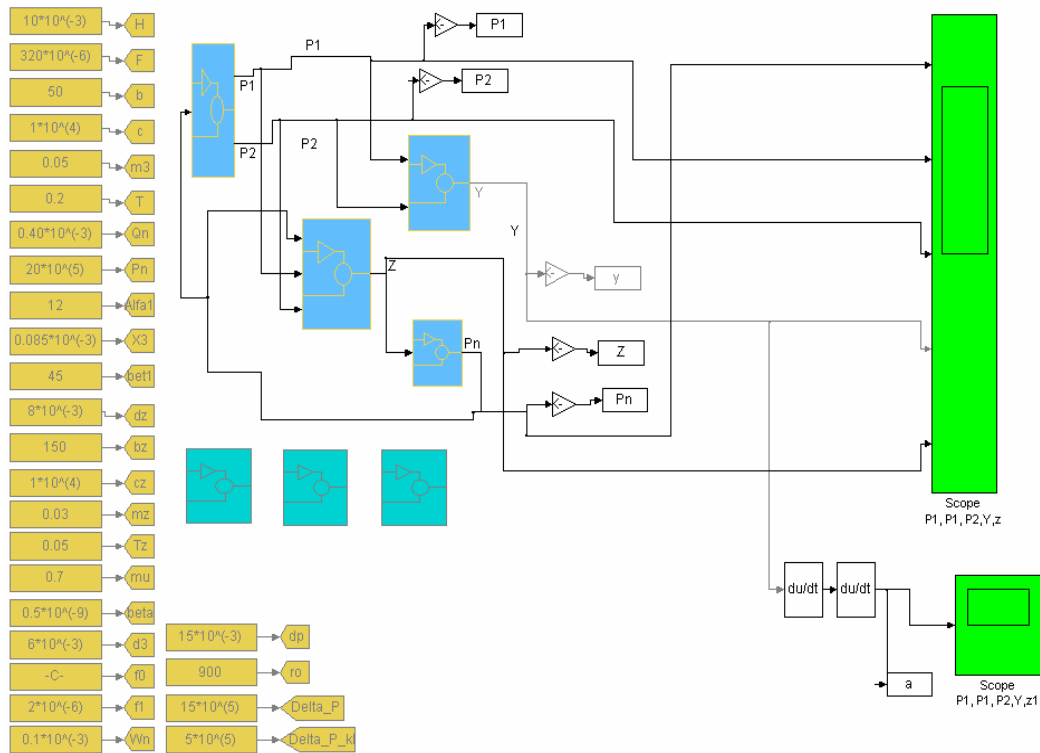 10*10^(-3) H
320*10^(-6) F
50 b
1*10^(4) c
0.05 m3
0.2 T
0.40*10^(-3) Qn
20*10^(5) Pn
12 Alfa1
0.085*10^(-3) X3
45 bet1
8*10^(-3) dz
150 bz
1*10^(4) cz
0.03 mz
0.05 Tz
0.7 mu
0.5*10^(-9) beta
6*10^(-3) d3
-C- f0
2*10^(-6) f1
0.1*10^(-3) Wn
15*10^(-3) dp
900 ro
15*10^(5) Delta_P
5*10^(5) Delta_P_kl
P1
P1
P2
P2
P1
P2
Y
Y
Z
Pn
y
Z
Pn
Scope
P1, P1, P2,Y,z
du/dt
du/dt
a
Scope
P1, P1, P2,Y,z1